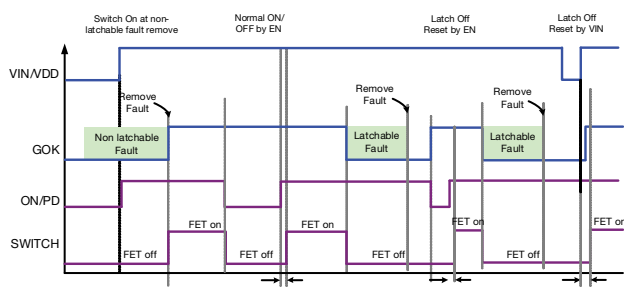 Switch On at non-
latchable fault remove
Normal ON/
OFF by EN
Latch Off
Reset by EN
Latch Off
Reset by VIN
VIN/VDD
Remove
Fault
Remove
Fault
Remove
Fault
Non latchable
Fault
Latchable
Fault
Latchable
Fault
GOK
ON/PD
FET on
FET on
FET on
FET on
SWITCH
FET off
FET off
FET off
FET off